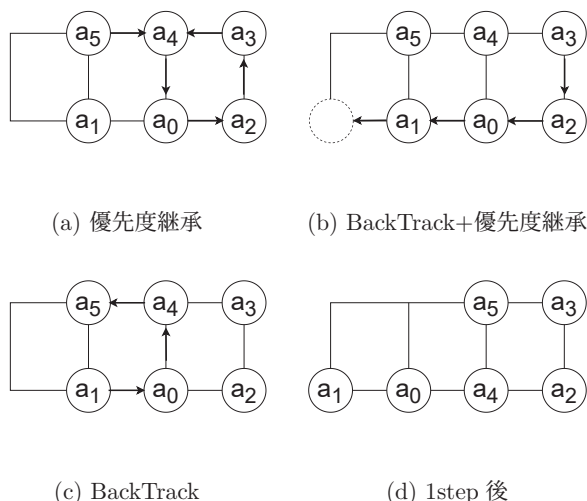 a5 a4 a3
a1 a0 a2
(a) 優先度継承
a5 a4 a3
a1 a0 a2
(b) BackTrack+優先度継承
a5 a4 a3
a1 a0 a2
(c) BackTrack
a5 a3
a1 a0 a4 a2
(d) 1step 後